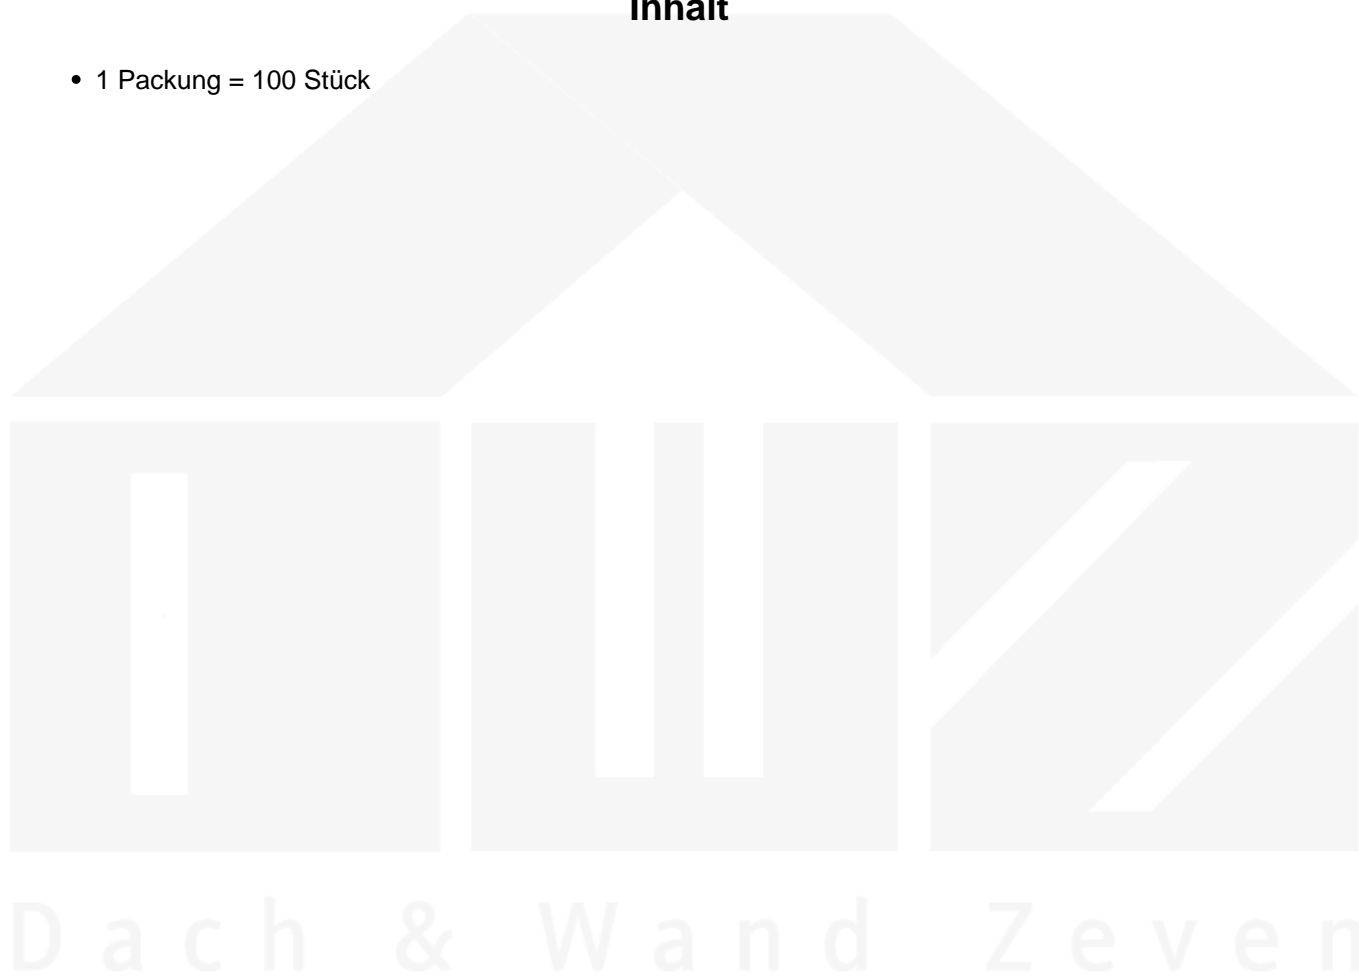 Inhalt
• 1 Packung = 100 Stück
Dach & Wand Zeven